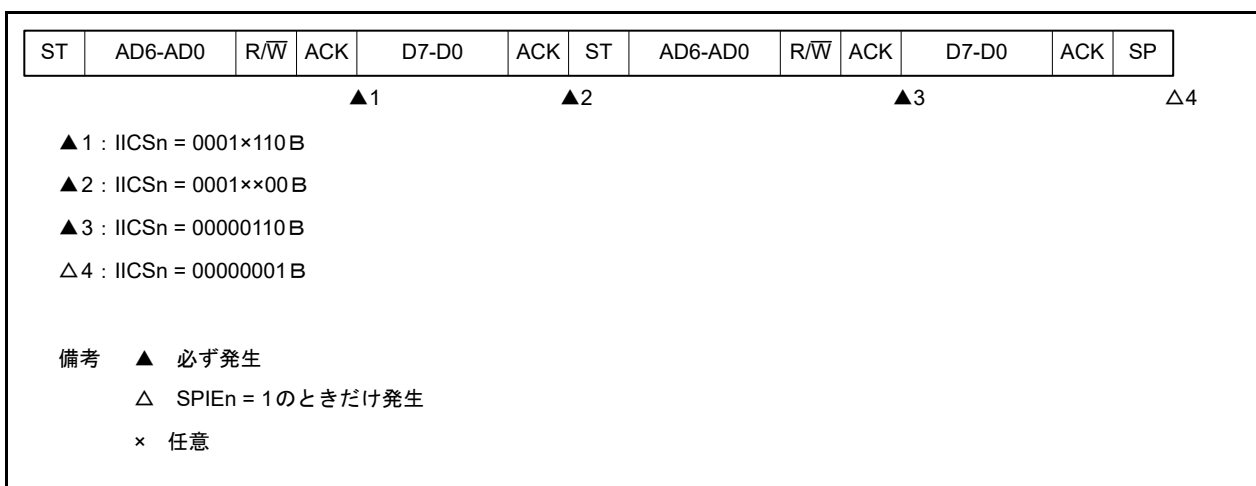 ST AD6-AD0 R/W̅ ACK D7-D0 ACK ST AD6-AD0 R/W̅ ACK D7-D0 ACK SP
▲1 ▲2 ▲3 △4
▲1：IICSn = 0001×110B
▲2：IICSn = 0001××00B
▲3：IICSn = 00000110B
△4：IICSn = 00000001B
備考 ▲ 必ず発生
△ SPIEn = 1のときだけ発生
× 任意